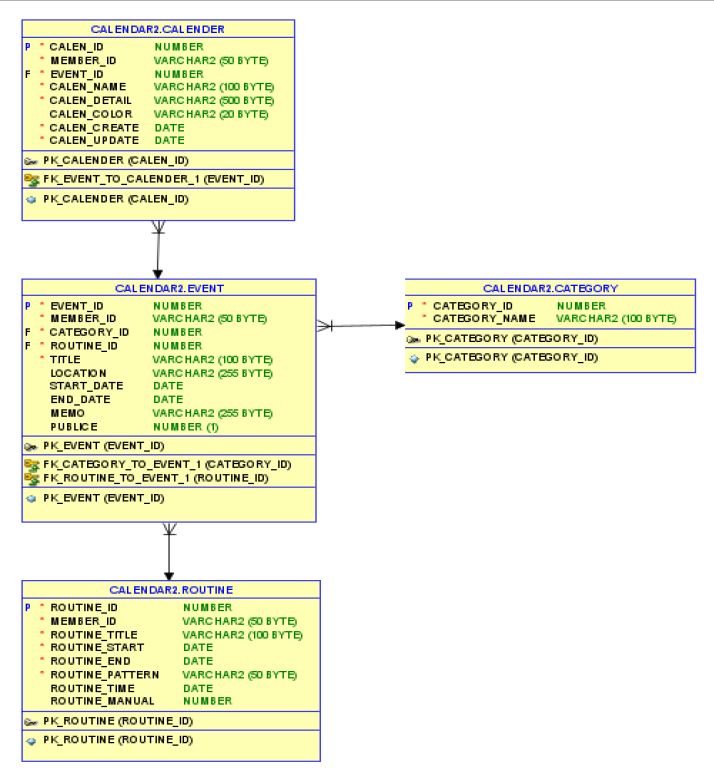 CALENDAR2.CALENDER
P * CALEN_ID NUMBER
* MEMBER_ID VARCHAR2 (50 BYTE)
F * EVENT_ID NUMBER
* CALEN_NAME VARCHAR2 (100 BYTE)
* CALEN_DETAIL VARCHAR2 (500 BYTE)
CALEN_COLOR VARCHAR2 (20 BYTE)
* CALEN_CREATE DATE
* CALEN_UPDATE DATE
PK_CALENDER (CALEN_ID)
FK_EVENT_TO_CALENDER_1 (EVENT_ID)
PK_CALENDER (CALEN_ID)
CALENDAR2.EVENT
P * EVENT_ID NUMBER
* MEMBER_ID VARCHAR2 (50 BYTE)
F * CATEGORY_ID NUMBER
F * ROUTINE_ID NUMBER
* TITLE VARCHAR2 (100 BYTE)
LOCATION VARCHAR2 (255 BYTE)
START_DATE DATE
END_DATE DATE
MEMO VARCHAR2 (255 BYTE)
PUBLICE NUMBER (1)
PK_EVENT (EVENT_ID)
FK_CATEGORY_TO_EVENT_1 (CATEGORY_ID)
FK_ROUTINE_TO_EVENT_1 (ROUTINE_ID)
PK_EVENT (EVENT_ID)
CALENDAR2.CATEGORY
P * CATEGORY_ID NUMBER
* CATEGORY_NAME VARCHAR2 (100 BYTE)
PK_CATEGORY (CATEGORY_ID)
PK_CATEGORY (CATEGORY_ID)
CALENDAR2.ROUTINE
P * ROUTINE_ID NUMBER
* MEMBER_ID VARCHAR2 (50 BYTE)
* ROUTINE_TITLE VARCHAR2 (100 BYTE)
* ROUTINE_START DATE
* ROUTINE_END DATE
* ROUTINE_PATTERN VARCHAR2 (50 BYTE)
ROUTINE_TIME DATE
ROUTINE_MANUAL NUMBER
PK_ROUTINE (ROUTINE_ID)
PK_ROUTINE (ROUTINE_ID)